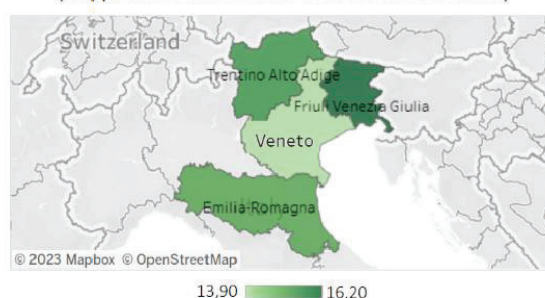 Switzerland
Trentino Alto Adige
Friuli Venezia Giulia
Veneto
Emilia-Romagna
© 2023 Mapbox © OpenStreetMap
13,90 16,20